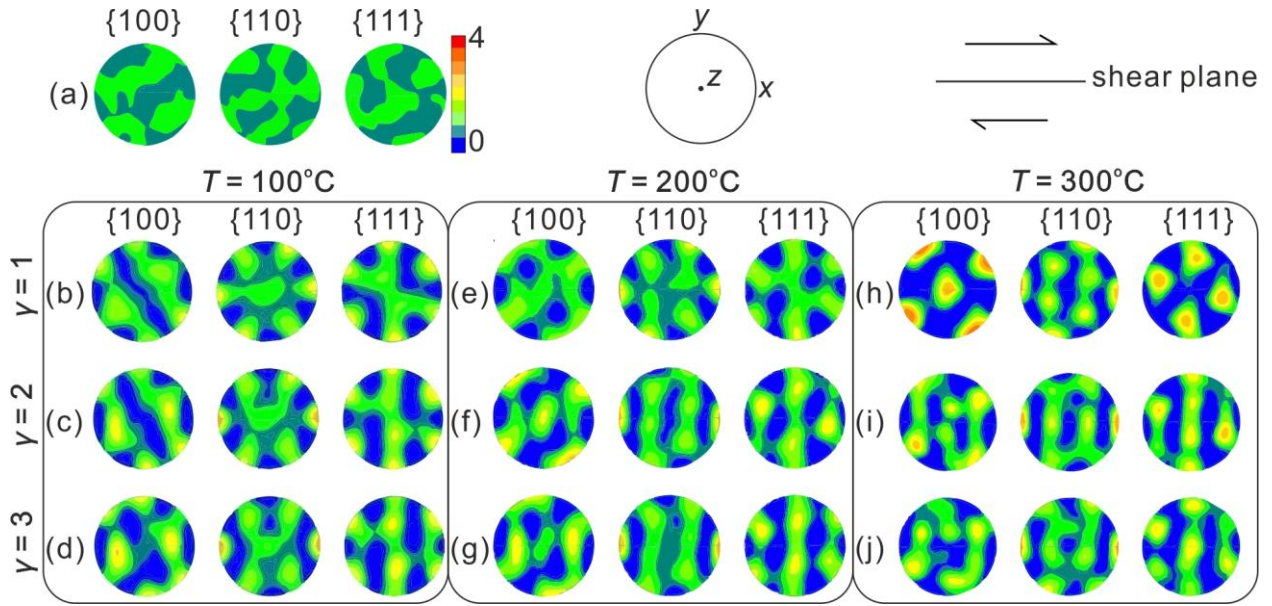 {100} {110} {111}
(a)
4
0
y
z
x
shear plane
T = 100°C T = 200°C T = 300°C
{100} {110} {111} {100} {110} {111} {100} {110} {111}
γ = 1 (b) (e) (h)
γ = 2 (c) (f) (i)
γ = 3 (d) (g) (j)